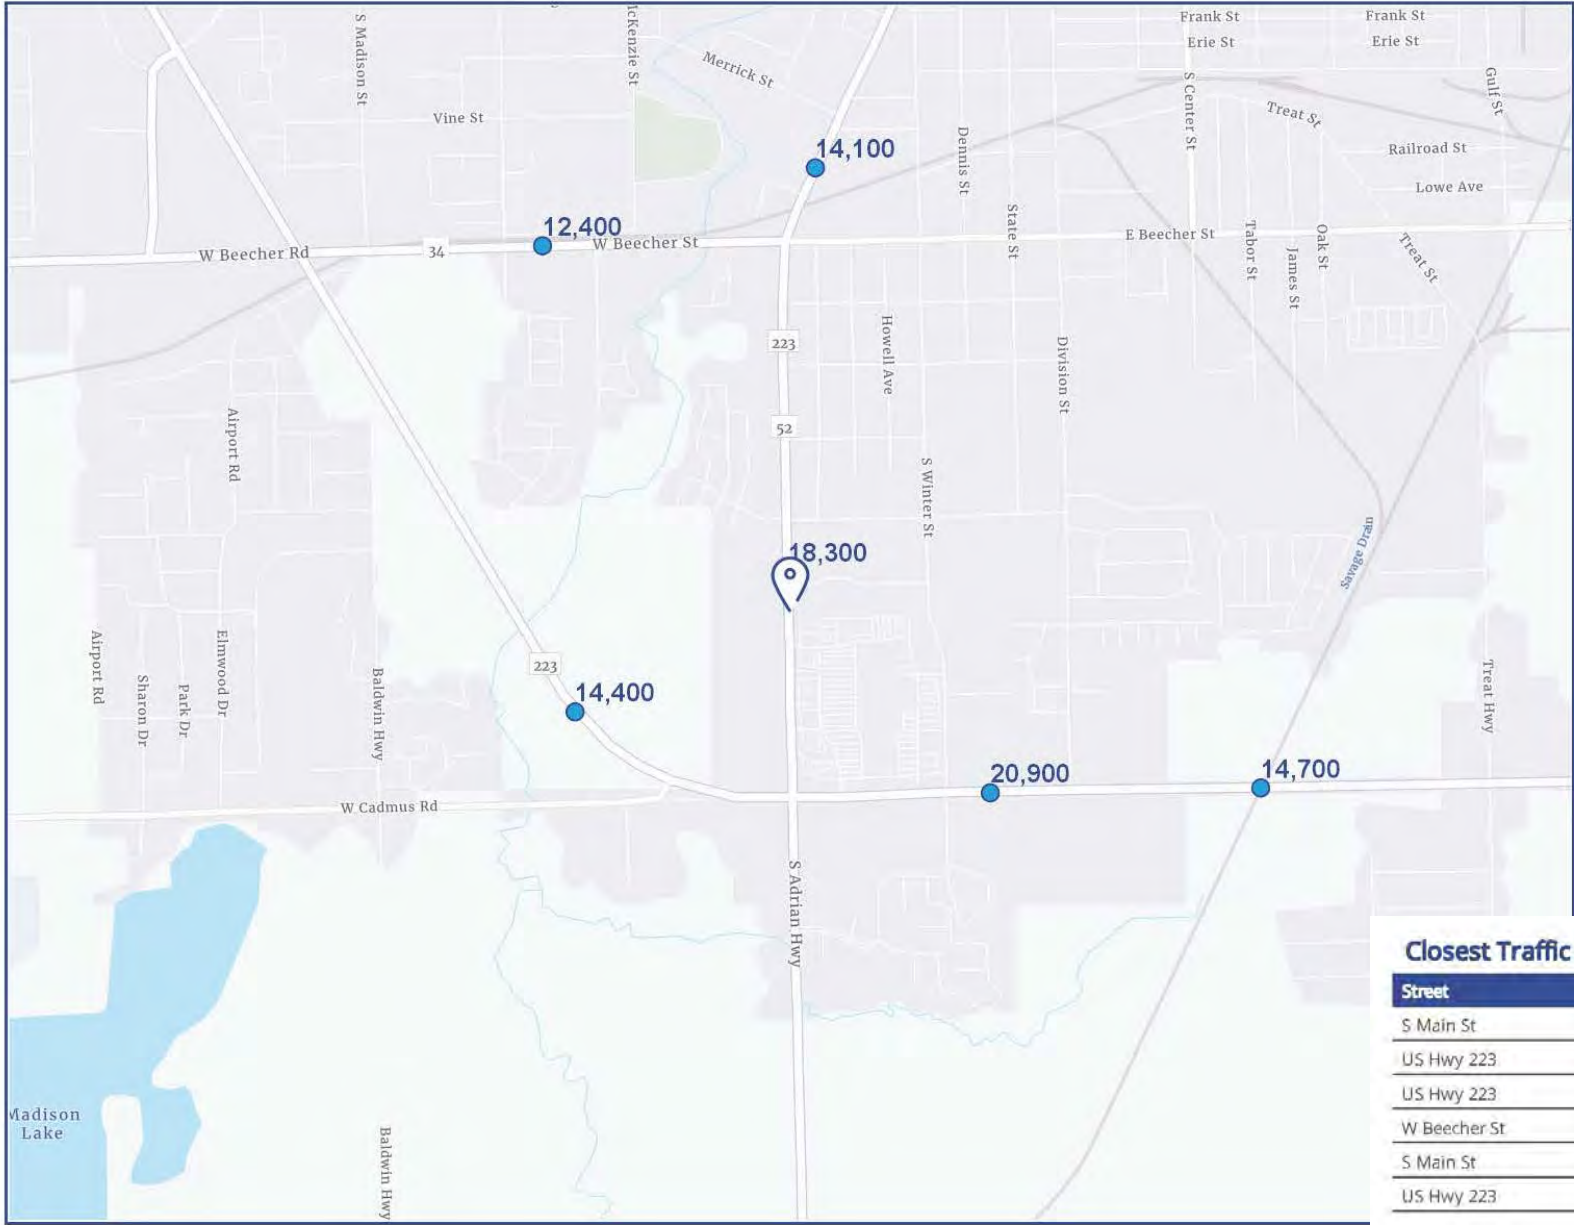 Frank St
Frank St
Erie St
Erie St
S Madison St
McKenzie St
Merrick St
Vine St
S Center St
Gulf St
Treat St
14,100
Dennis St
Railroad St
Lowe Ave
12,400
W Beecher Rd
34
W Beecher St
State St
E Beecher St
Tabor St
James St
Oak St
Treat St
223
Howell Ave
Division St
52
Airport Rd
S Winter St
Savage Drain
18,300
Airport Rd
Sharon Dr
Park Dr
Elmwood Dr
Baldwin Hwy
223
14,400
Treat Hwy
20,900
14,700
W Cadmus Rd
S Adrian Hwy
Madison
Lake
Baldwin Hwy
Closest Traffic
Street
S Main St
US Hwy 223
US Hwy 223
W Beecher St
S Main St
US Hwy 223